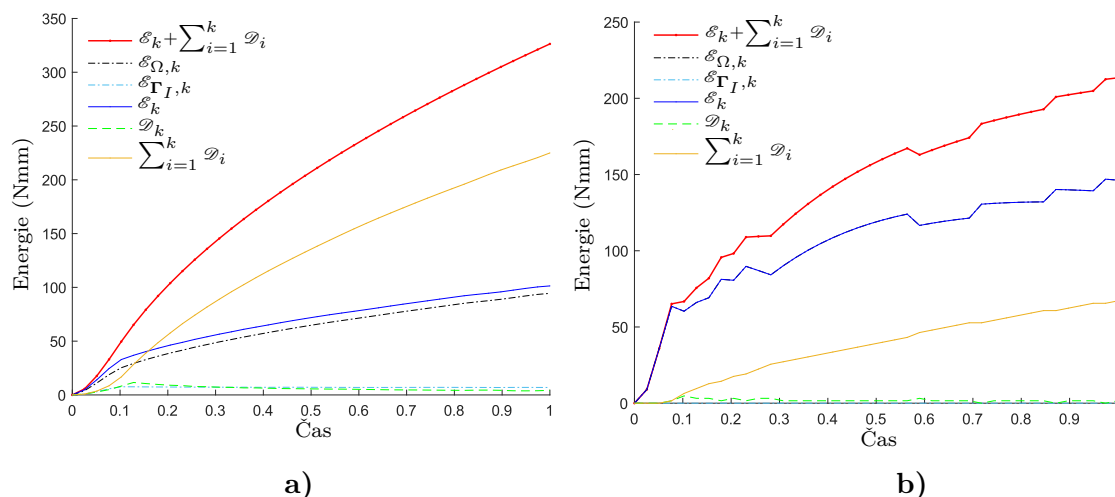 350
300
250
200
150
100
50
0
Energie (Nmm)
ℰ_k + ∑_{i=1}^{k} 𝒟_i
ℰ_{Ω,k}
ℰ_{Γ_I,k}
ℰ_k
𝒟_k
∑_{i=1}^{k} 𝒟_i
0 0.1 0.2 0.3 0.4 0.5 0.6 0.7 0.8 0.9 1
Čas
a)
250
200
150
100
50
0
Energie (Nmm)
ℰ_k + ∑_{i=1}^{k} 𝒟_i
ℰ_{Ω,k}
ℰ_{Γ_I,k}
ℰ_k
𝒟_k
∑_{i=1}^{k} 𝒟_i
0 0.1 0.2 0.3 0.4 0.5 0.6 0.7 0.8 0.9
Čas
b)